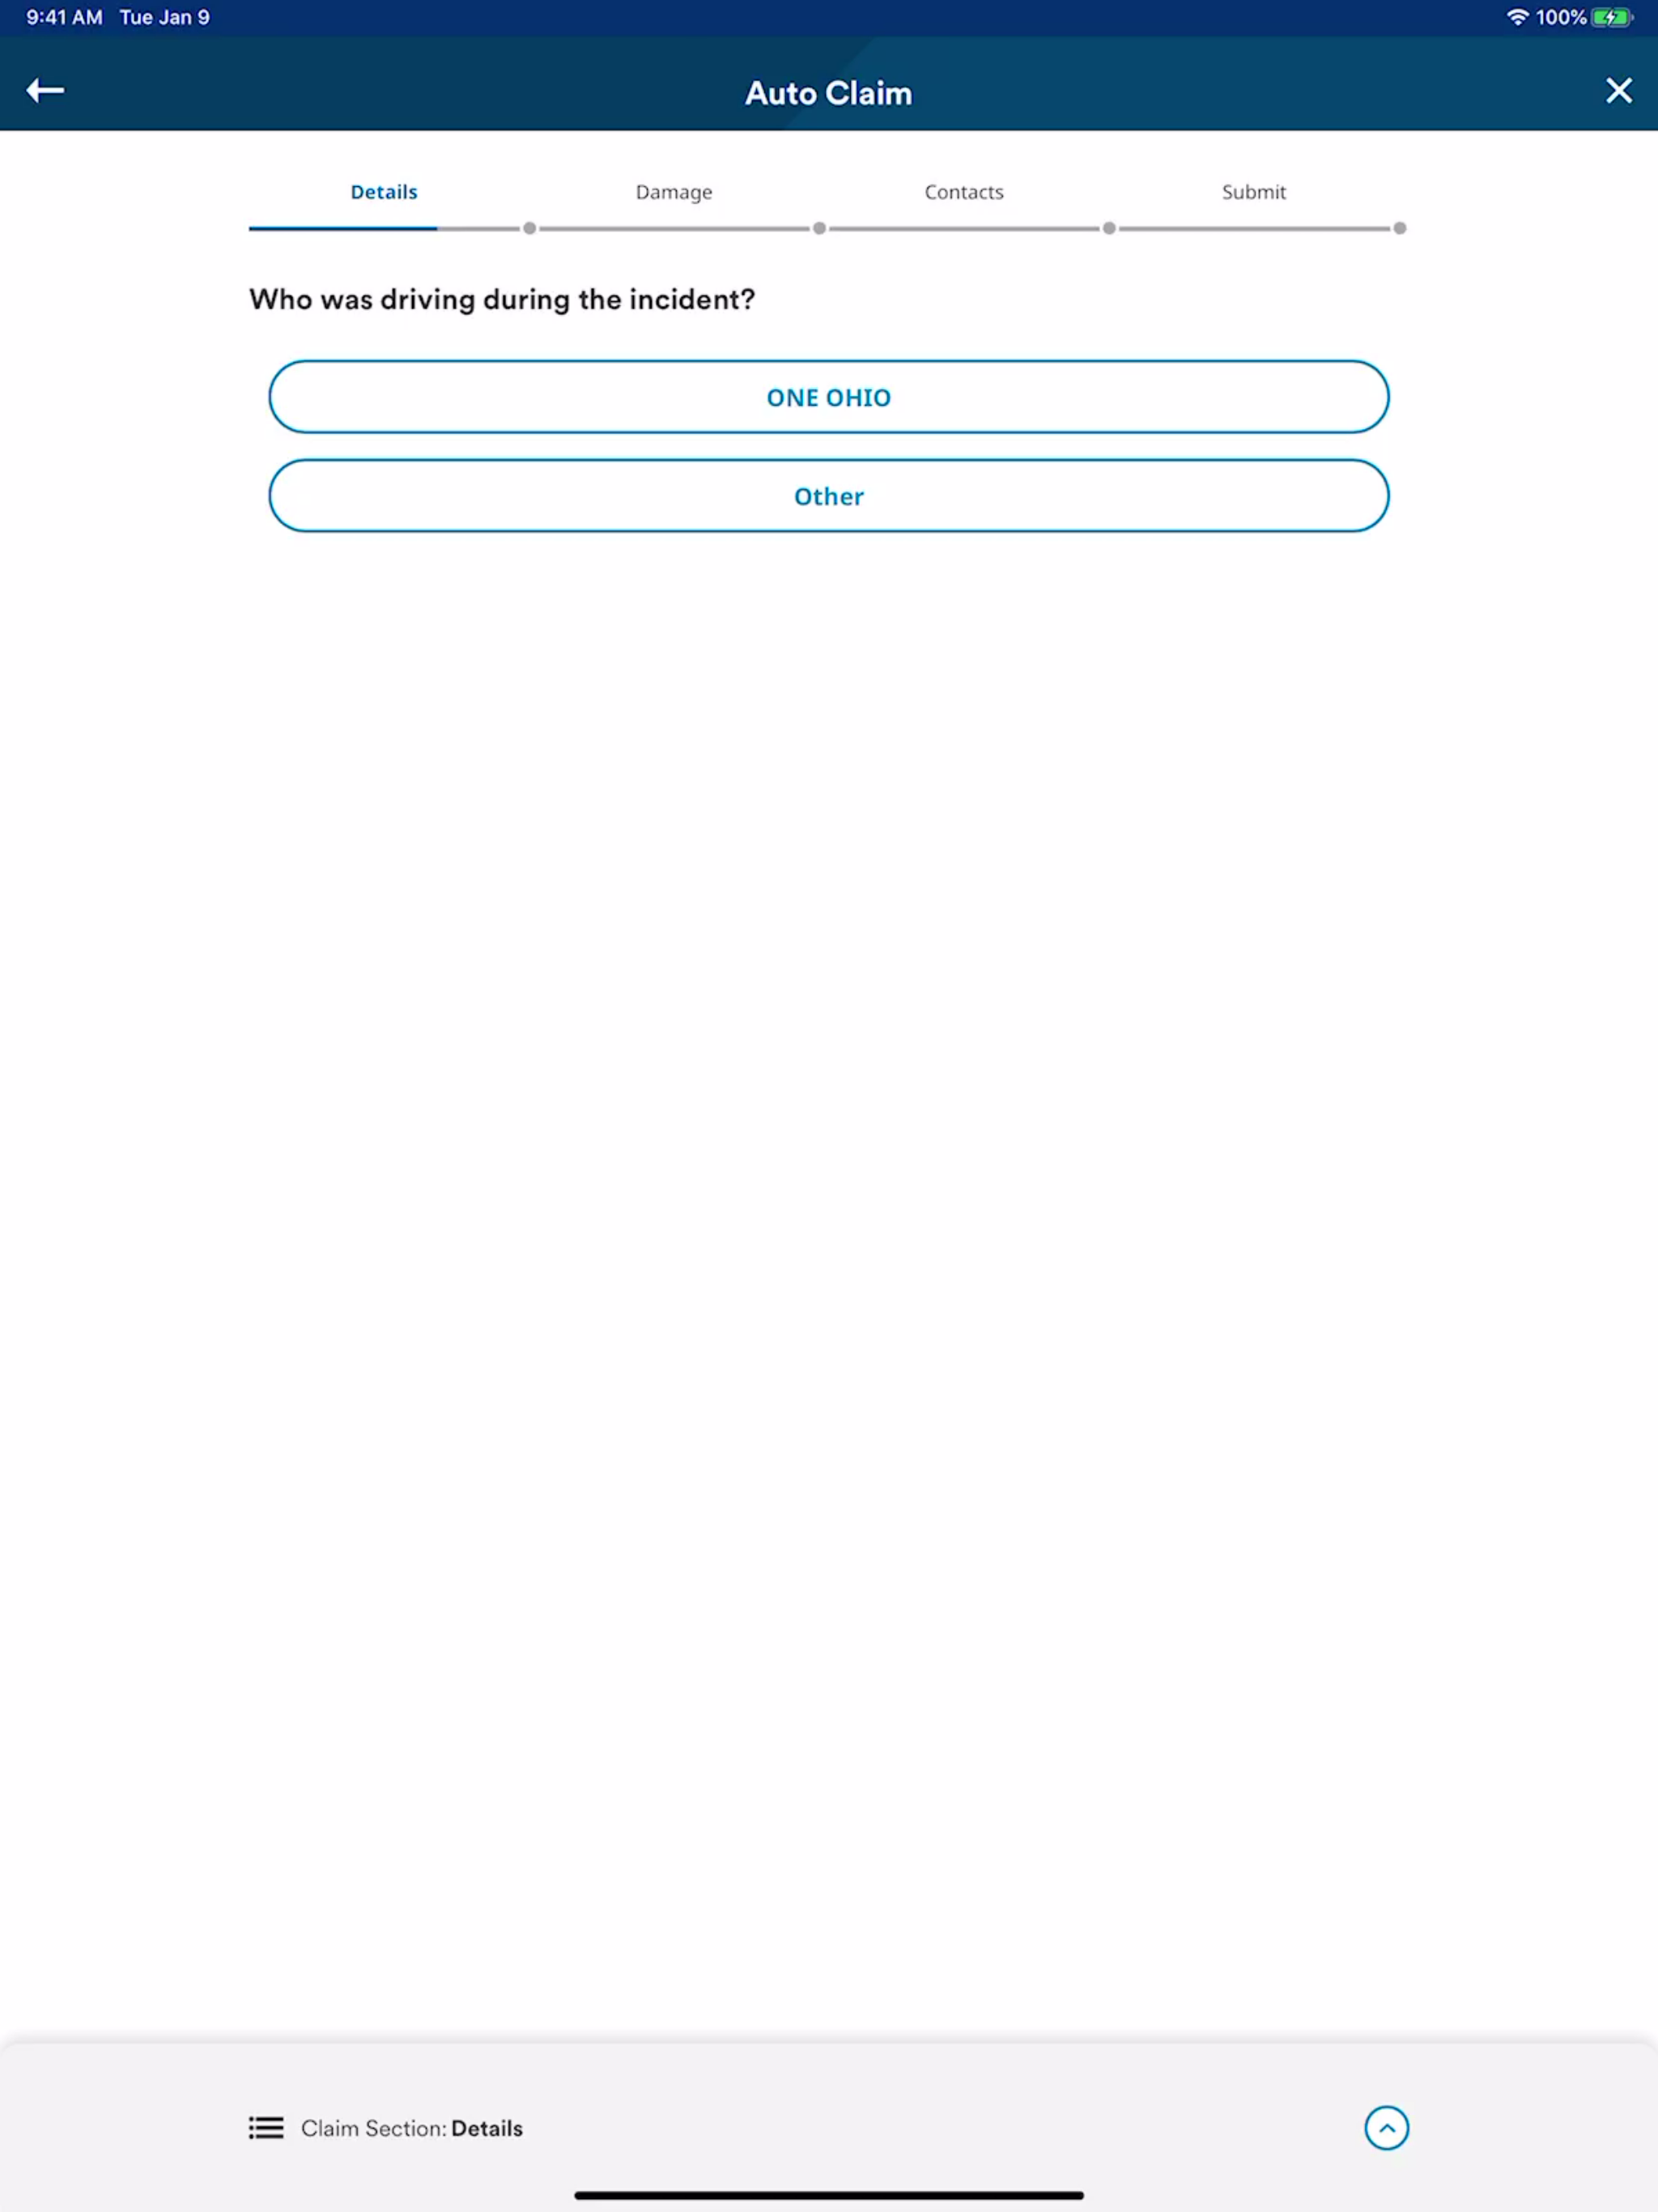 9:41 AM Tue Jan 9 100%
Auto Claim
Details Damage Contacts Submit
Who was driving during the incident?
ONE OHIO
Other
Claim Section: Details